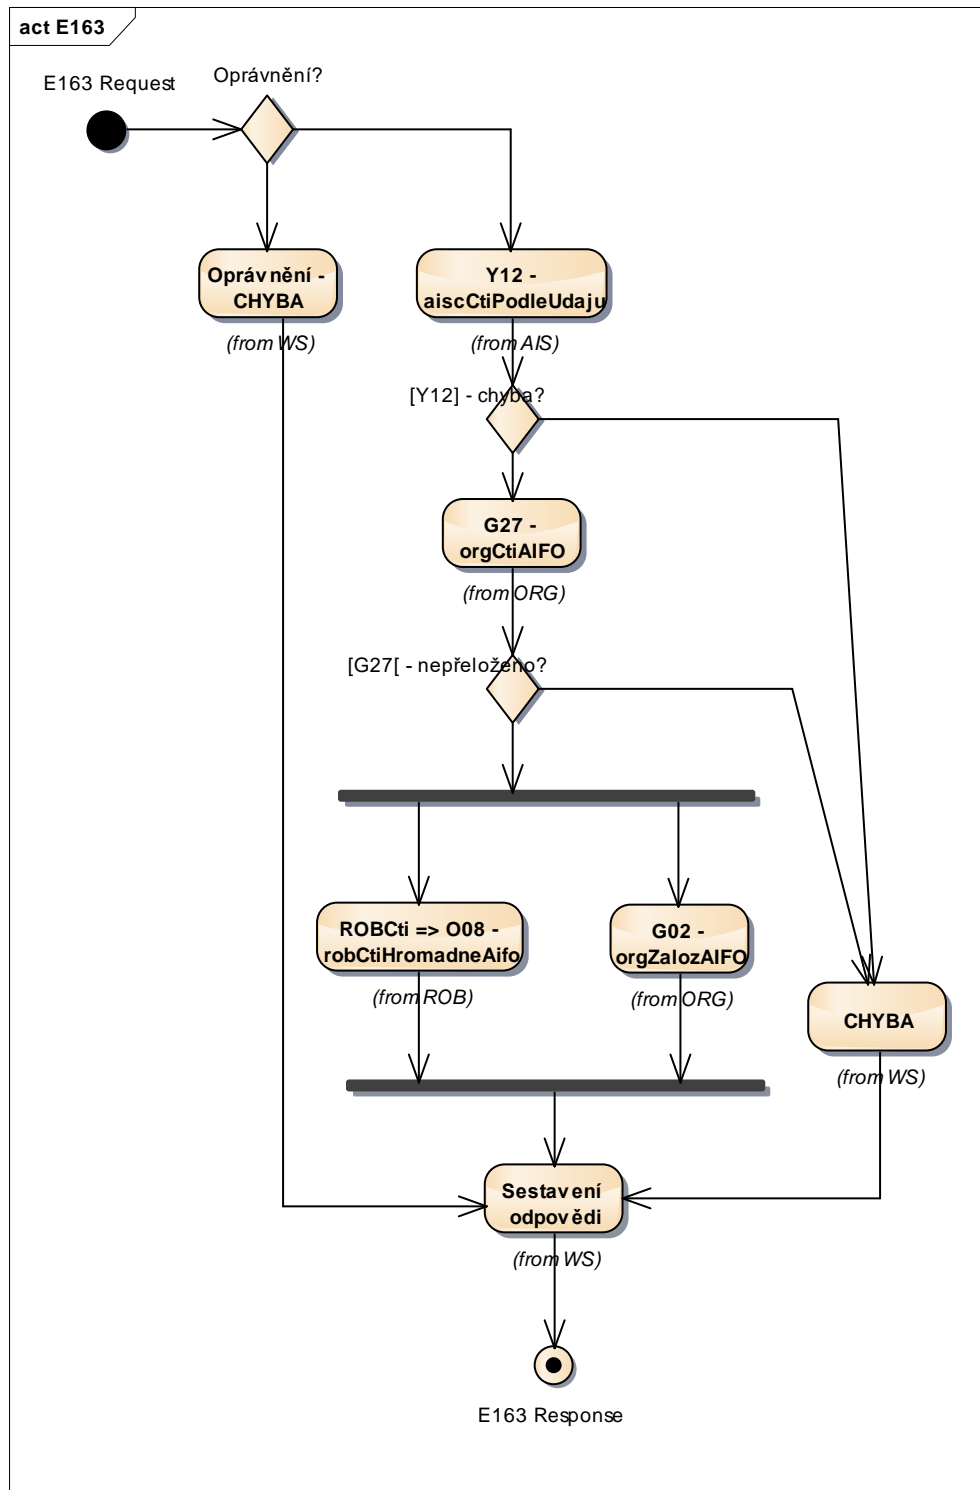 act E163
E163 Request
Oprávnění?
Oprávnění -
CHYBA
(from WS)
Y12 -
aiscCtiPodleUdaju
(from AIS)
[Y12] - chyba?
G27 -
orgCtiAIFO
(from ORG)
[G27[ - nepřeloženo?
ROBCti => O08 -
robCtiHromadneAifo
(from ROB)
G02 -
orgZalozAIFO
(from ORG)
CHYBA
(from WS)
Sestavení
odpovědi
(from WS)
E163 Response